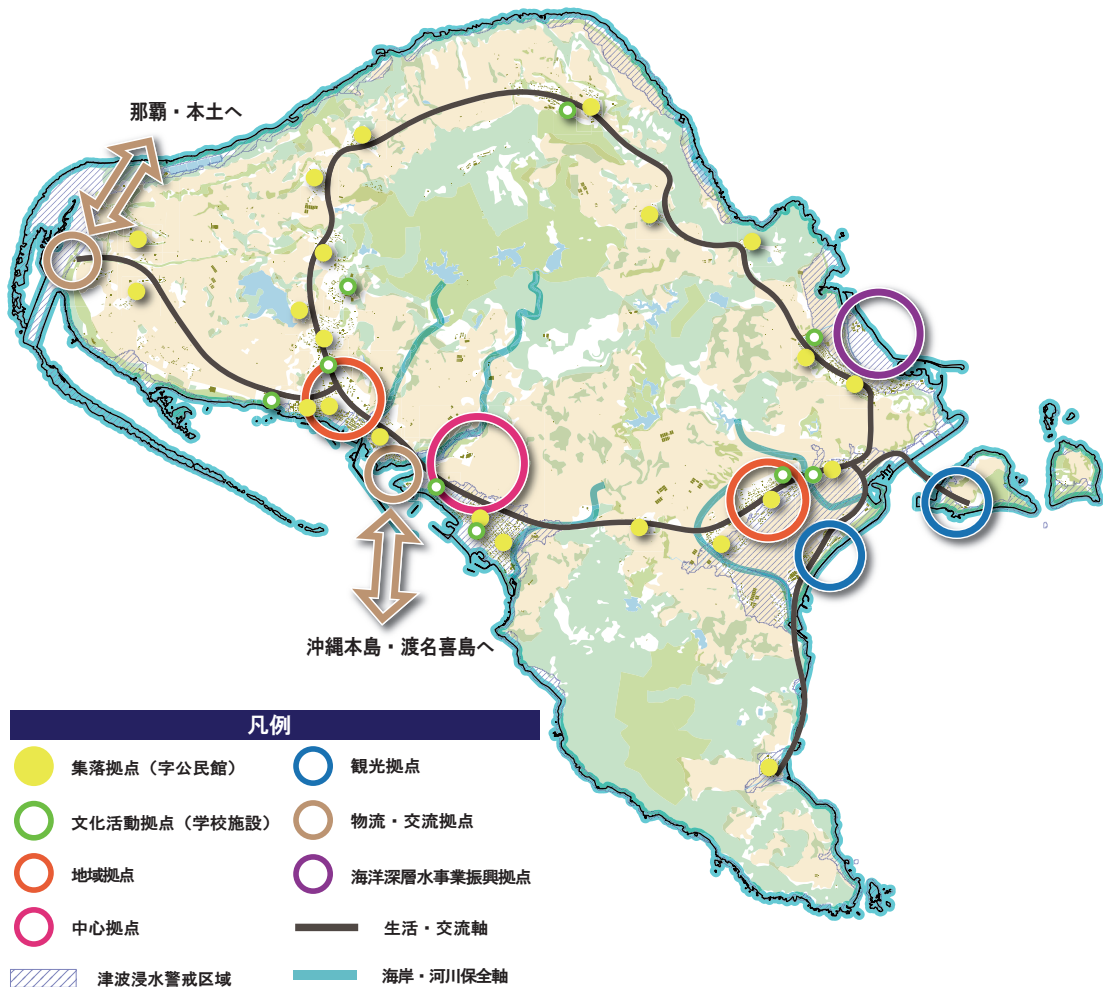 那覇・本土へ
沖縄本島・渡名喜島へ
凡例
集落拠点（字公民館）
観光拠点
文化活動拠点（学校施設）
物流・交流拠点
地域拠点
海洋深層水事業振興拠点
中心拠点
生活・交流軸
津波浸水警戒区域
海岸・河川保全軸